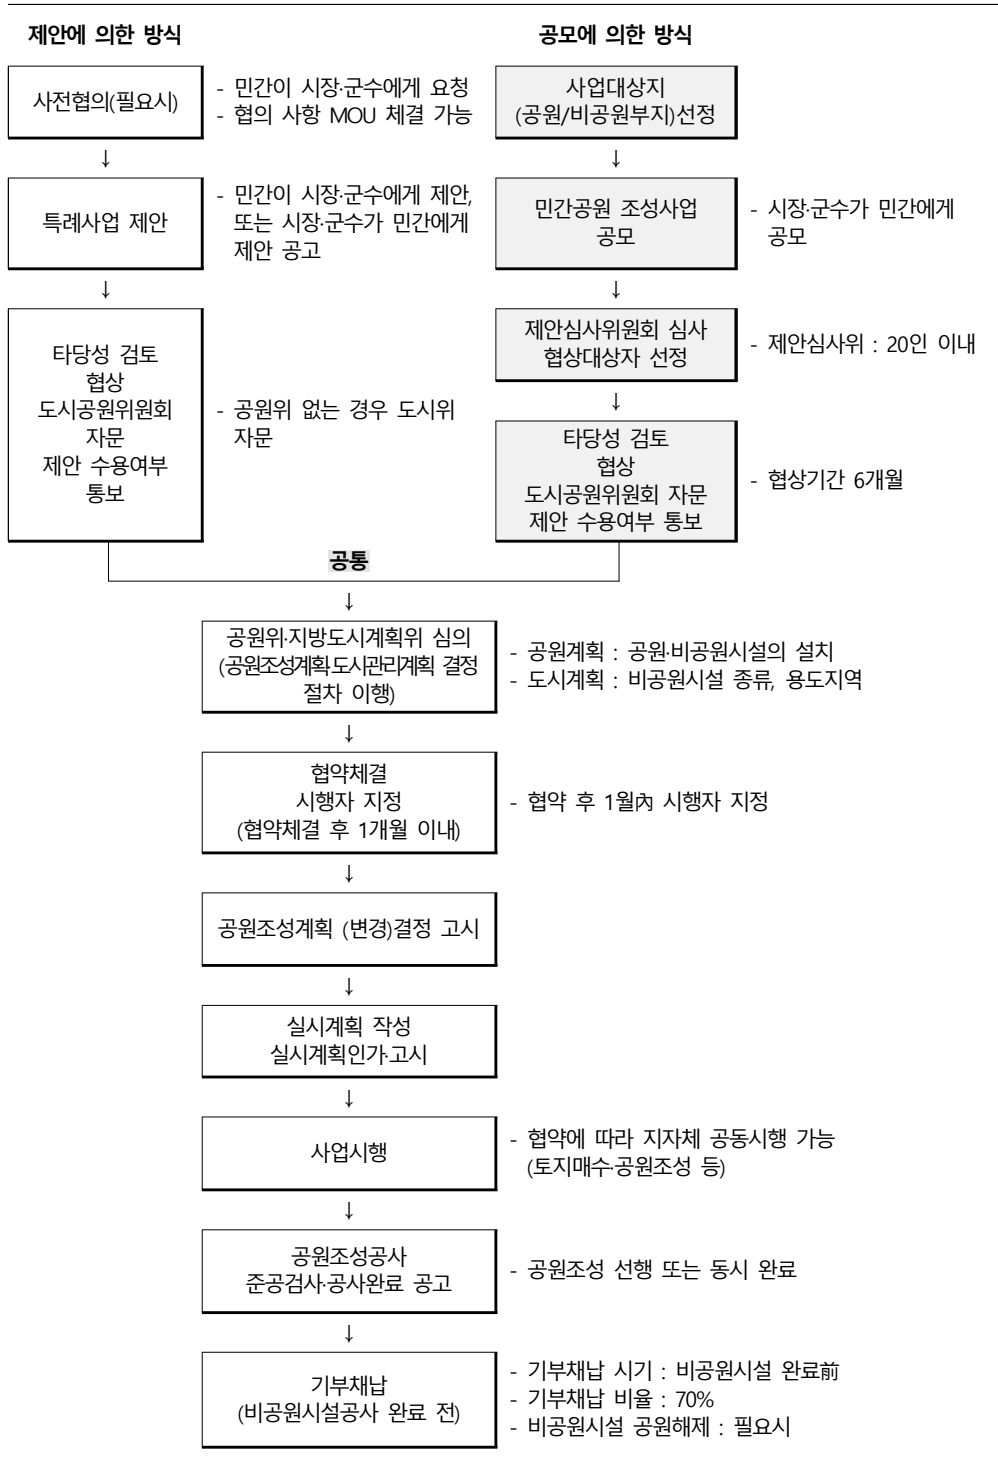 제안에 의한 방식
사전협의(필요시)
- 민간이 시장·군수에게 요청
- 협의 사항 MOU 체결 가능
↓
특례사업 제안
- 민간이 시장·군수에게 제안,
또는 시장·군수가 민간에게
제안 공고
↓
타당성 검토
협상
도시공원위원회
자문
제안 수용여부
통보
- 공원위 없는 경우 도시위
자문
공모에 의한 방식
사업대상지
(공원/비공원부지)선정
↓
민간공원 조성사업
공모
- 시장·군수가 민간에게
공모
↓
제안심사위원회 심사
협상대상자 선정
- 제안심사위 : 20인 이내
↓
타당성 검토
협상
도시공원위원회 자문
제안 수용여부 통보
- 협상기간 6개월
공통
↓
공원위·지방도시계획위 심의
(공원조성계획·도시관리계획 결정
절차 이행)
- 공원계획 : 공원·비공원시설의 설치
- 도시계획 : 비공원시설 종류, 용도지역
↓
협약체결
시행자 지정
(협약체결 후 1개월 이내)
- 협약 후 1월內 시행자 지정
↓
공원조성계획 (변경)결정 고시
↓
실시계획 작성
실시계획인가·고시
↓
사업시행
- 협약에 따라 지자체 공동시행 가능
(토지매수·공원조성 등)
↓
공원조성공사
준공검사·공사완료 공고
- 공원조성 선행 또는 동시 완료
↓
기부채납
(비공원시설공사 완료 전)
- 기부채납 시기 : 비공원시설 완료前
- 기부채납 비율 : 70%
- 비공원시설 공원해제 : 필요시